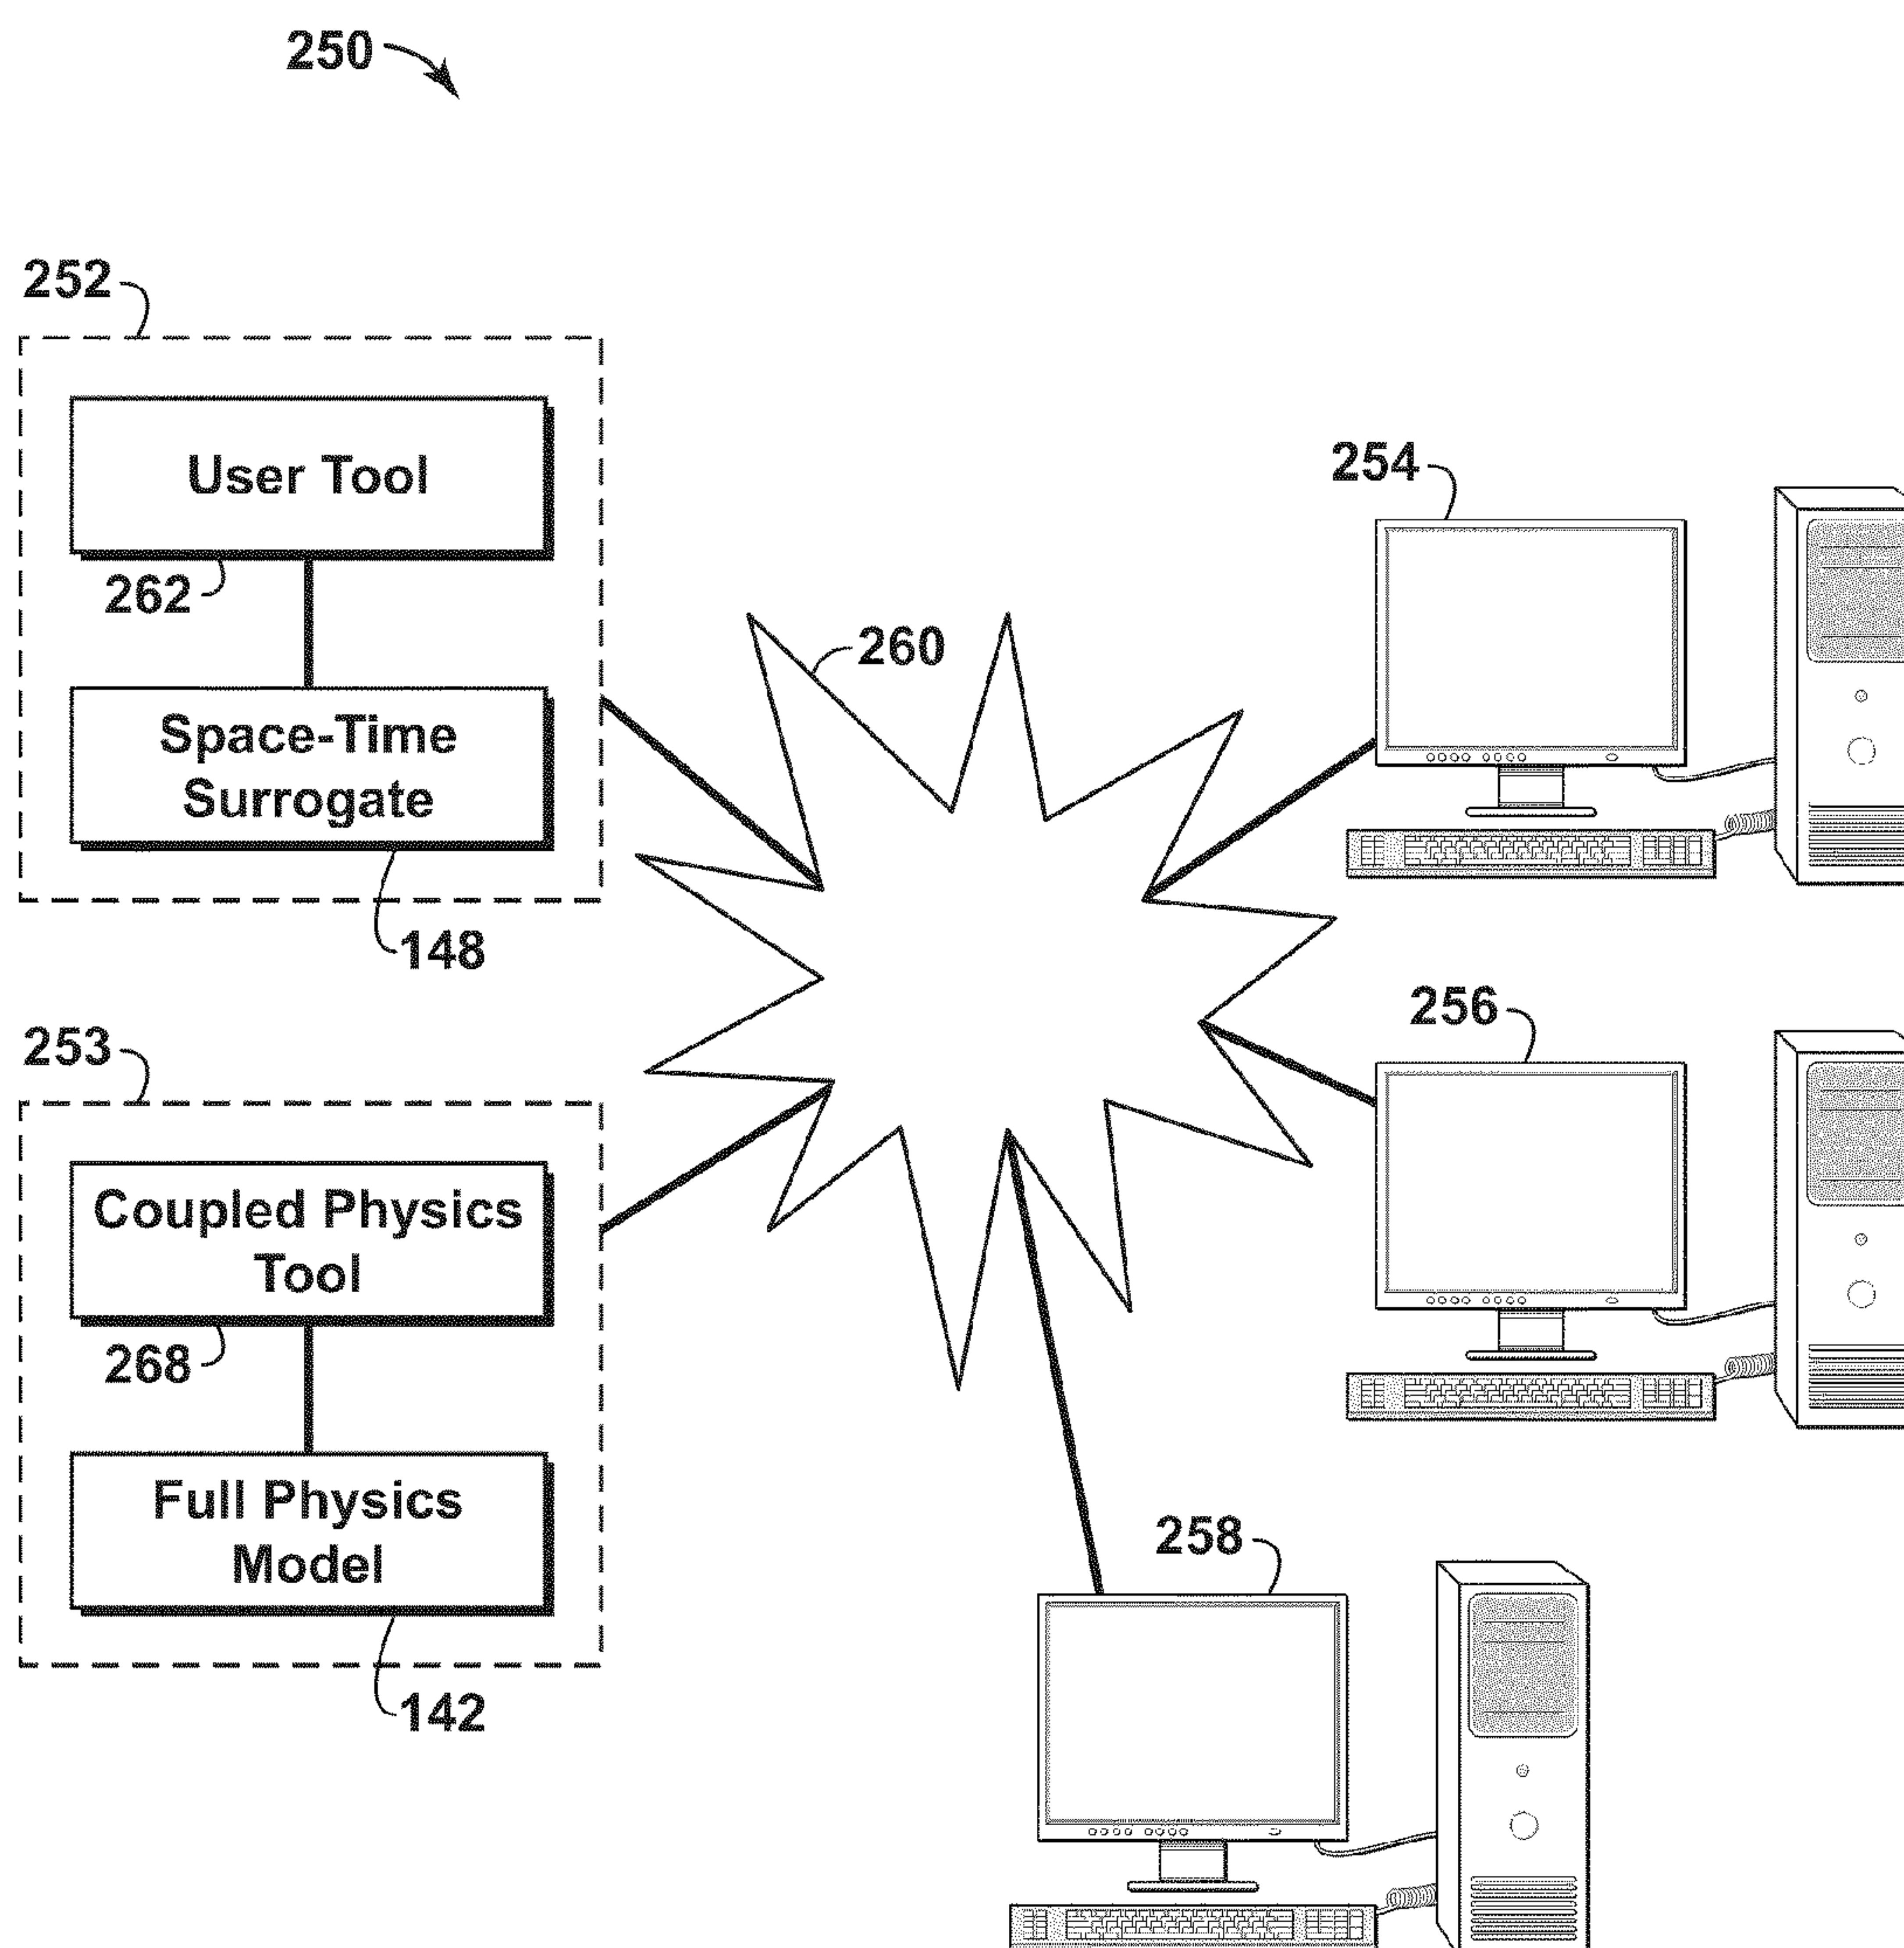 250
252
User Tool
262
Space-Time
Surrogate
148
253
Coupled Physics
Tool
268
Full Physics
Model
142
260
254
256
258